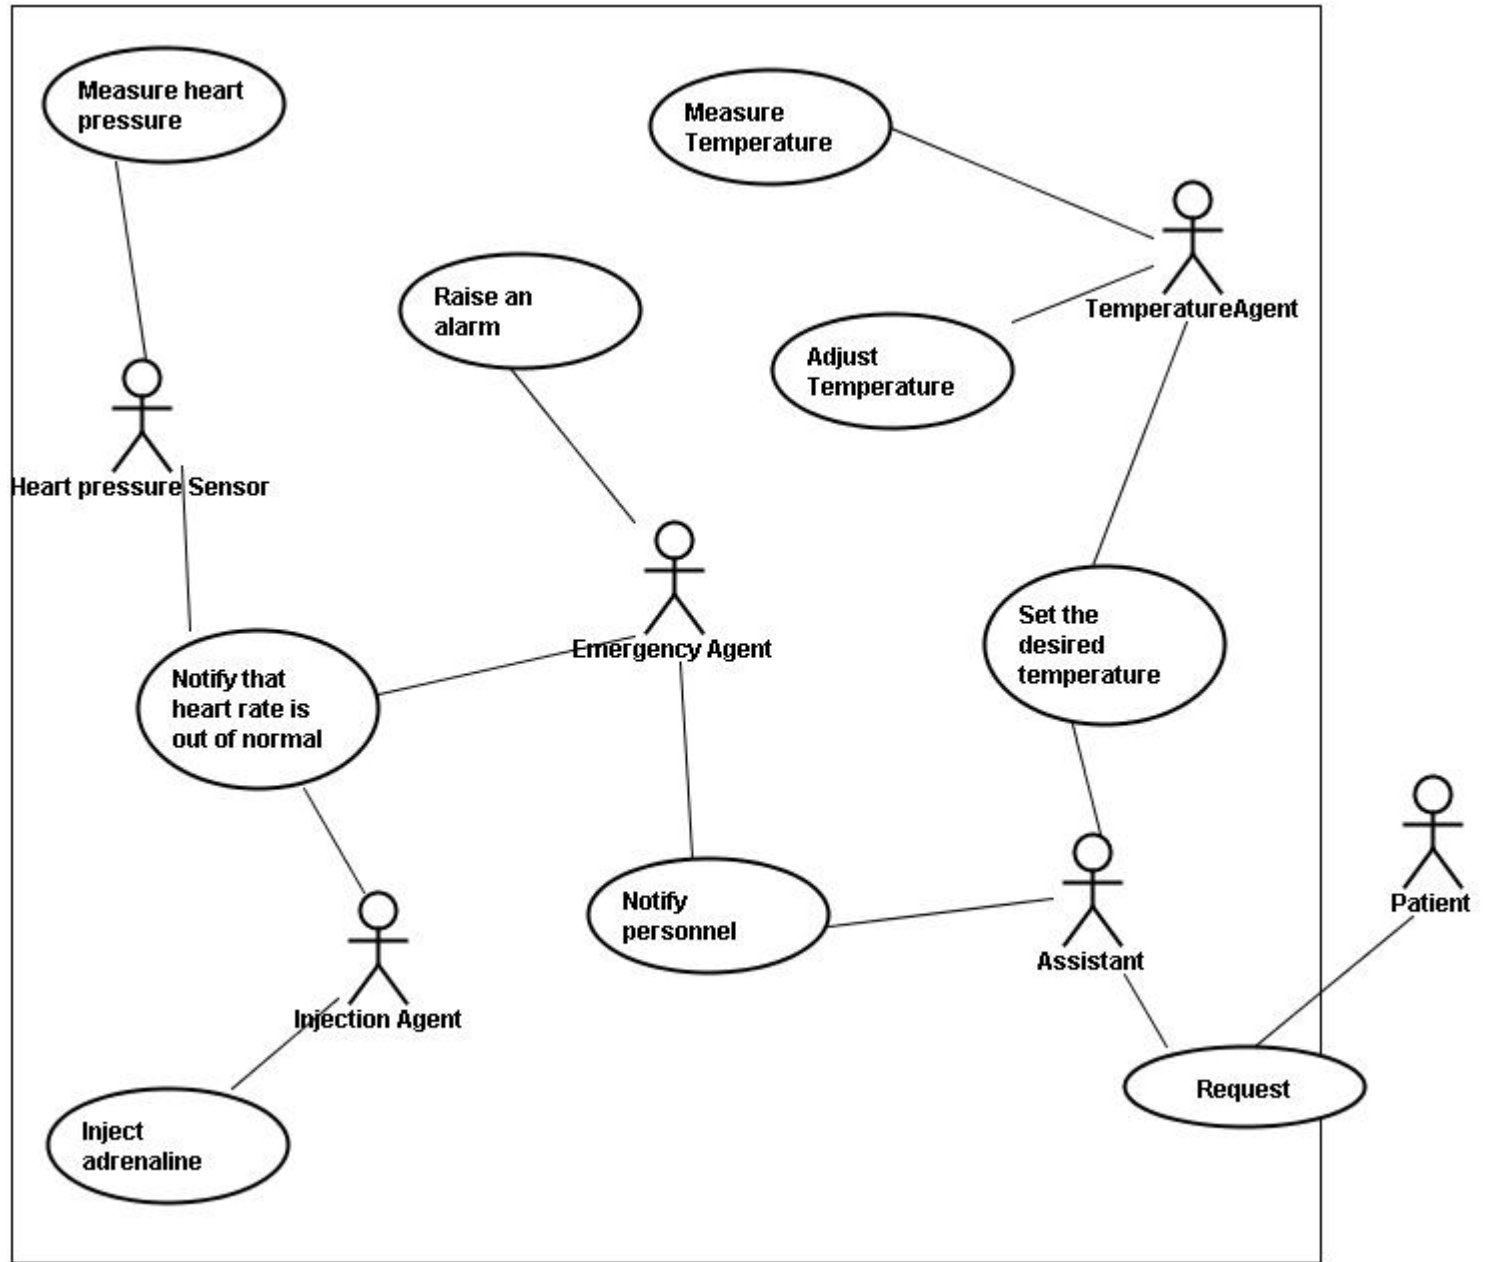 Measure heart
pressure
Measure
Temperature
Raise an
alarm
TemperatureAgent
Adjust
Temperature
Heart pressure Sensor
Emergency Agent
Set the
desired
temperature
Notify that
heart rate is
out of normal
Notify
personnel
Patient
Assistant
Injection Agent
Request
Inject
adrenaline